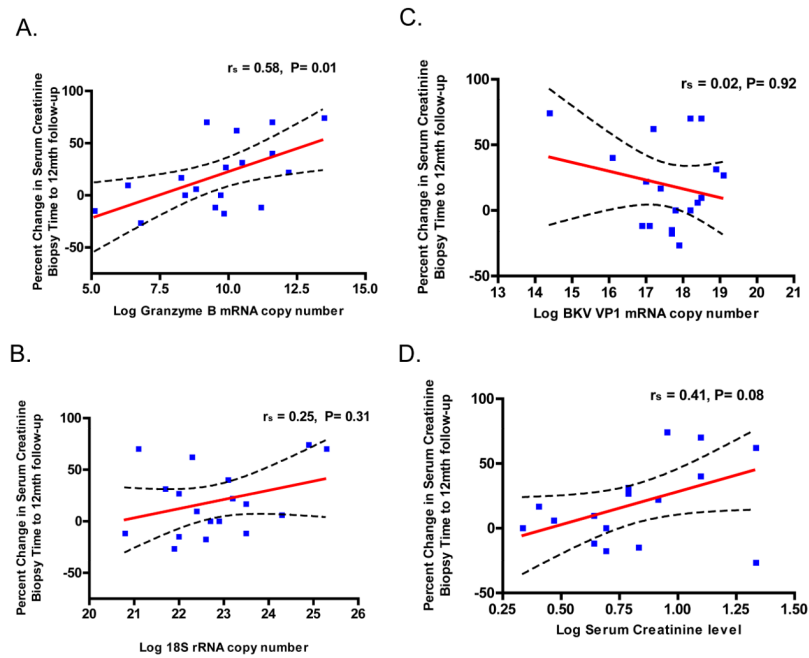 A.
rs = 0.58, P= 0.01
Percent Change in Serum Creatinine
Biopsy Time to 12mth follow-up
100
50
0
-50
5.0 7.5 10.0 12.5 15.0
Log Granzyme B mRNA copy number
B.
rs = 0.25, P= 0.31
Percent Change in Serum Creatinine
Biopsy Time to 12mth follow-up
100
50
0
-50
20 21 22 23 24 25 26
Log 18S rRNA copy number
C.
rs = 0.02, P= 0.92
Percent Change in Serum Creatinine
Biopsy Time to 12mth follow-up
100
50
0
-50
13 14 15 16 17 18 19 20 21
Log BKV VP1 mRNA copy number
D.
rs = 0.41, P= 0.08
Percent Change in Serum Creatinine
Biopsy Time to 12mth follow-up
100
50
0
-50
0.25 0.50 0.75 1.00 1.25 1.50
Log Serum Creatinine level